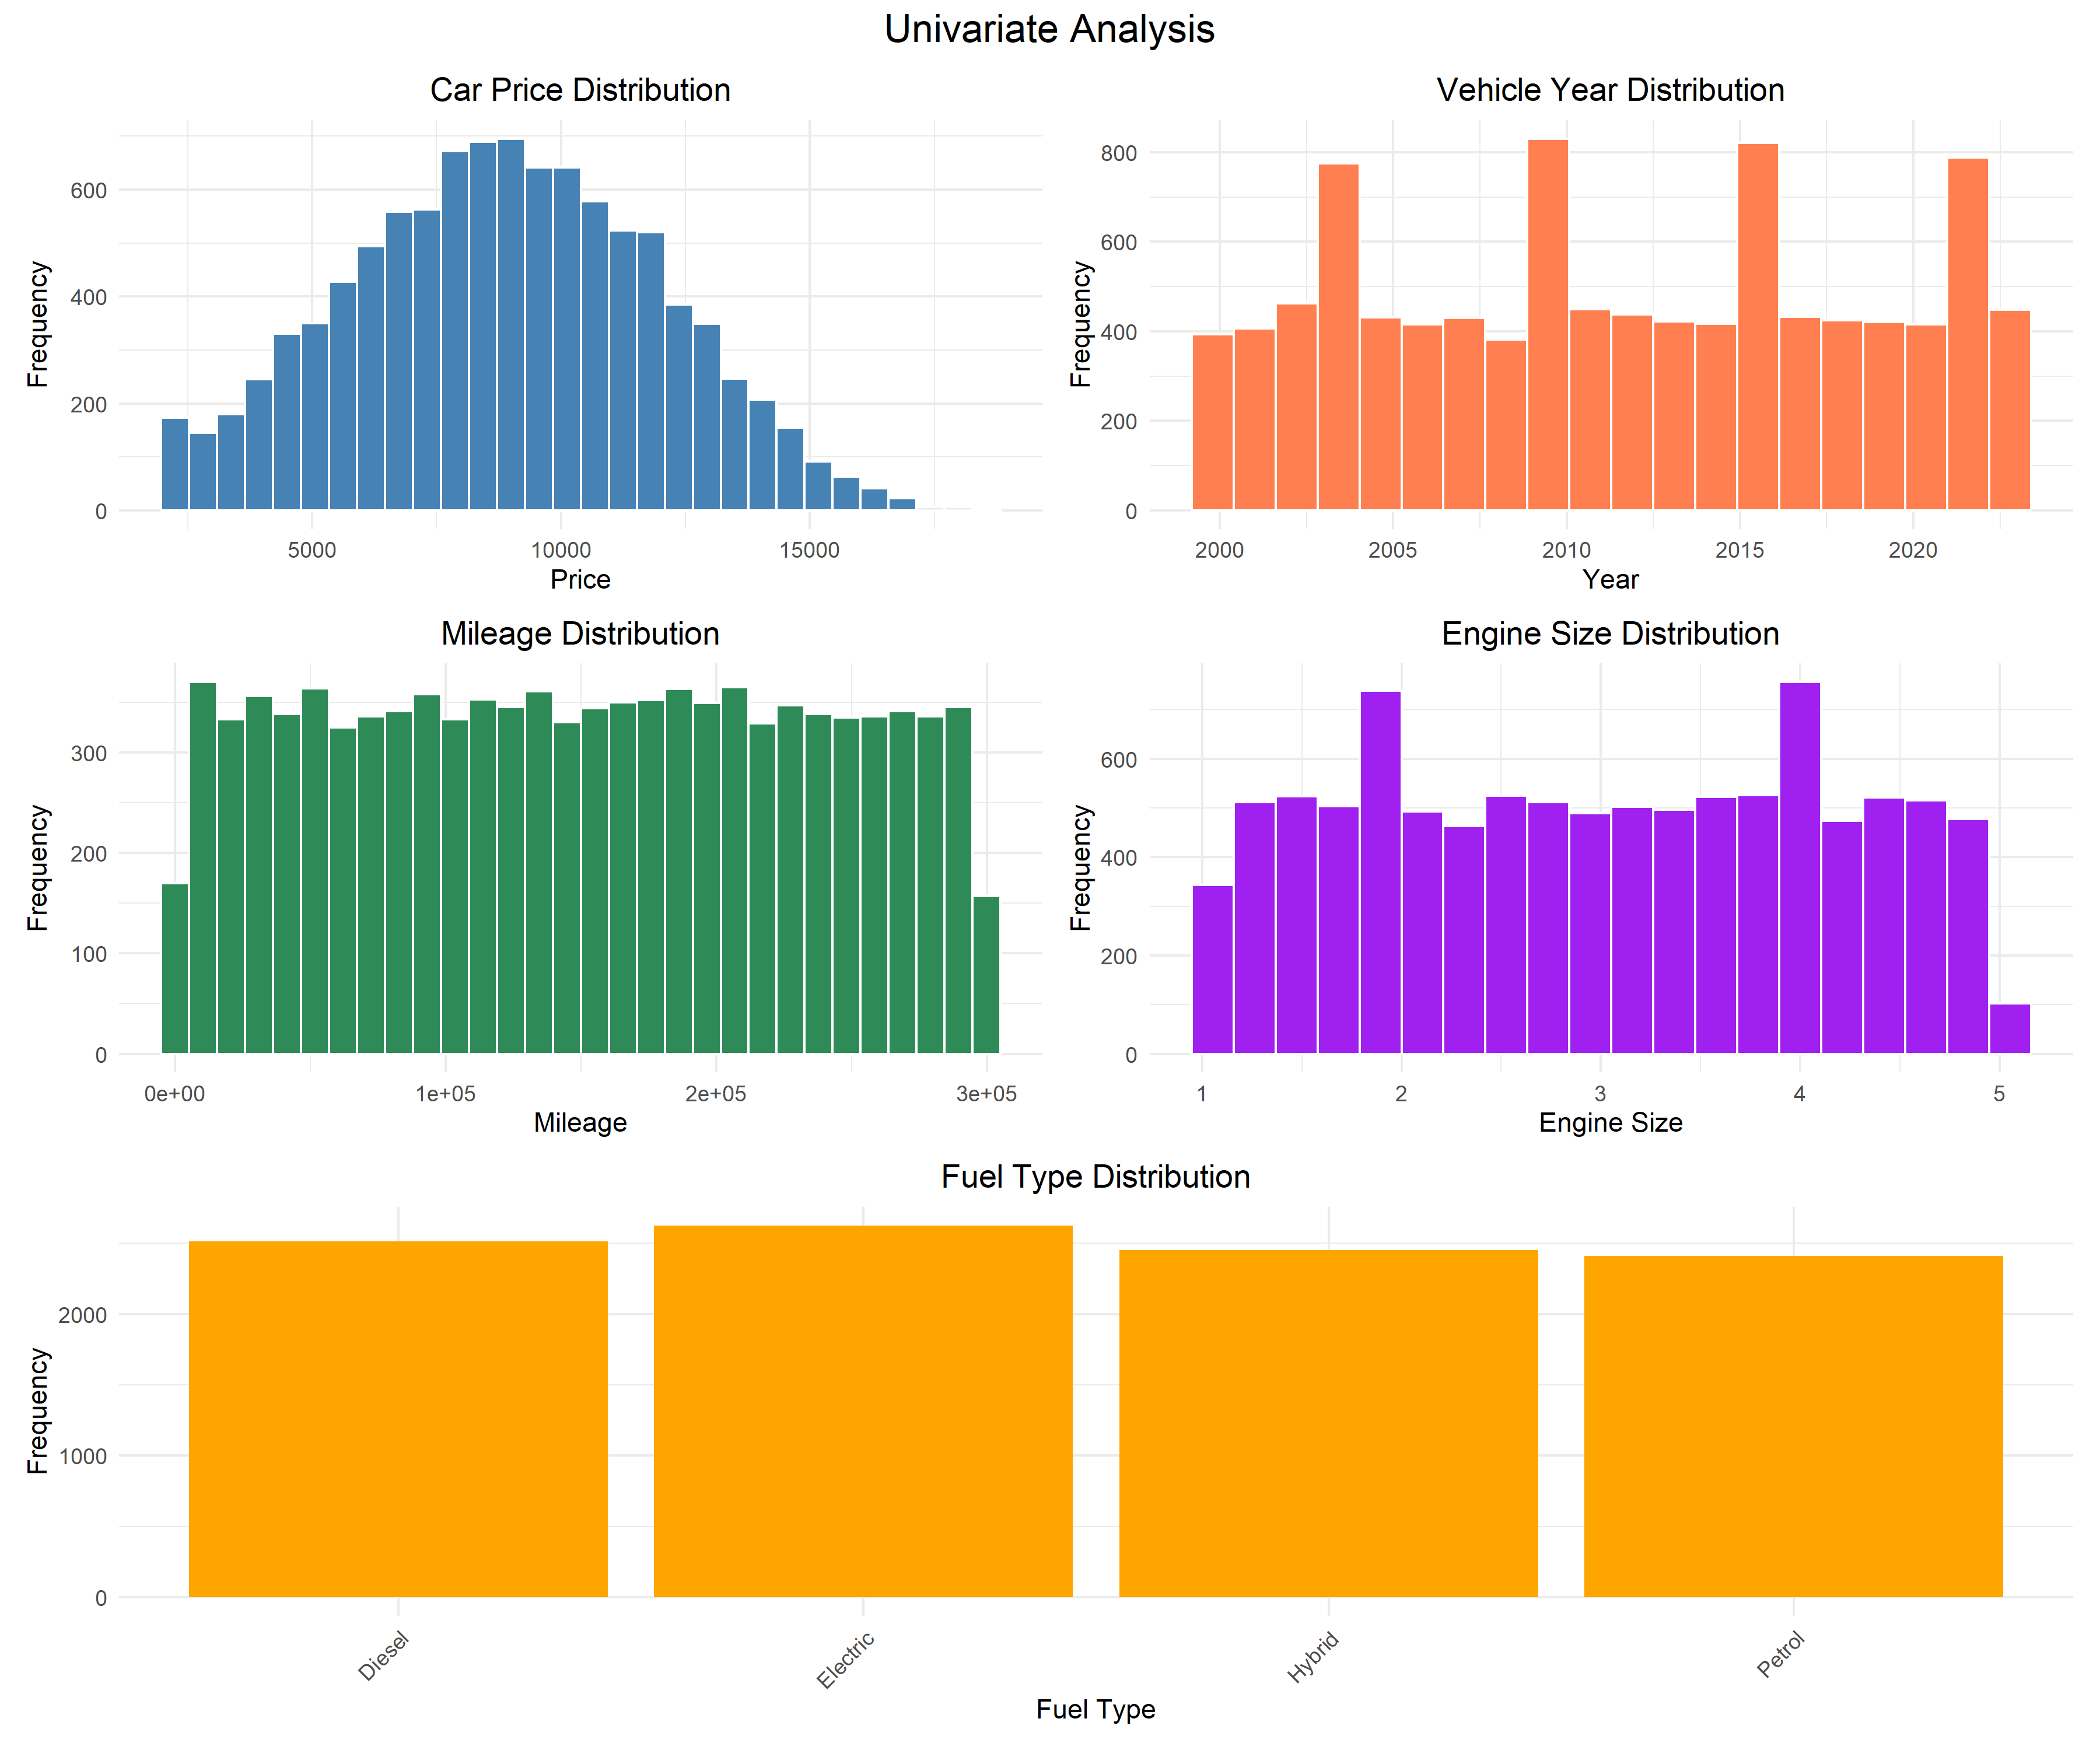 Univariate Analysis
Car Price Distribution
Frequency
600
400
200
0
5000 10000 15000
Price
Vehicle Year Distribution
Frequency
800
600
400
200
0
2000 2005 2010 2015 2020
Year
Mileage Distribution
Frequency
300
200
100
0
0e+00 1e+05 2e+05 3e+05
Mileage
Engine Size Distribution
Frequency
600
400
200
0
1 2 3 4 5
Engine Size
Fuel Type Distribution
Frequency
2000
1000
0
Diesel Electric Hybrid Petrol
Fuel Type